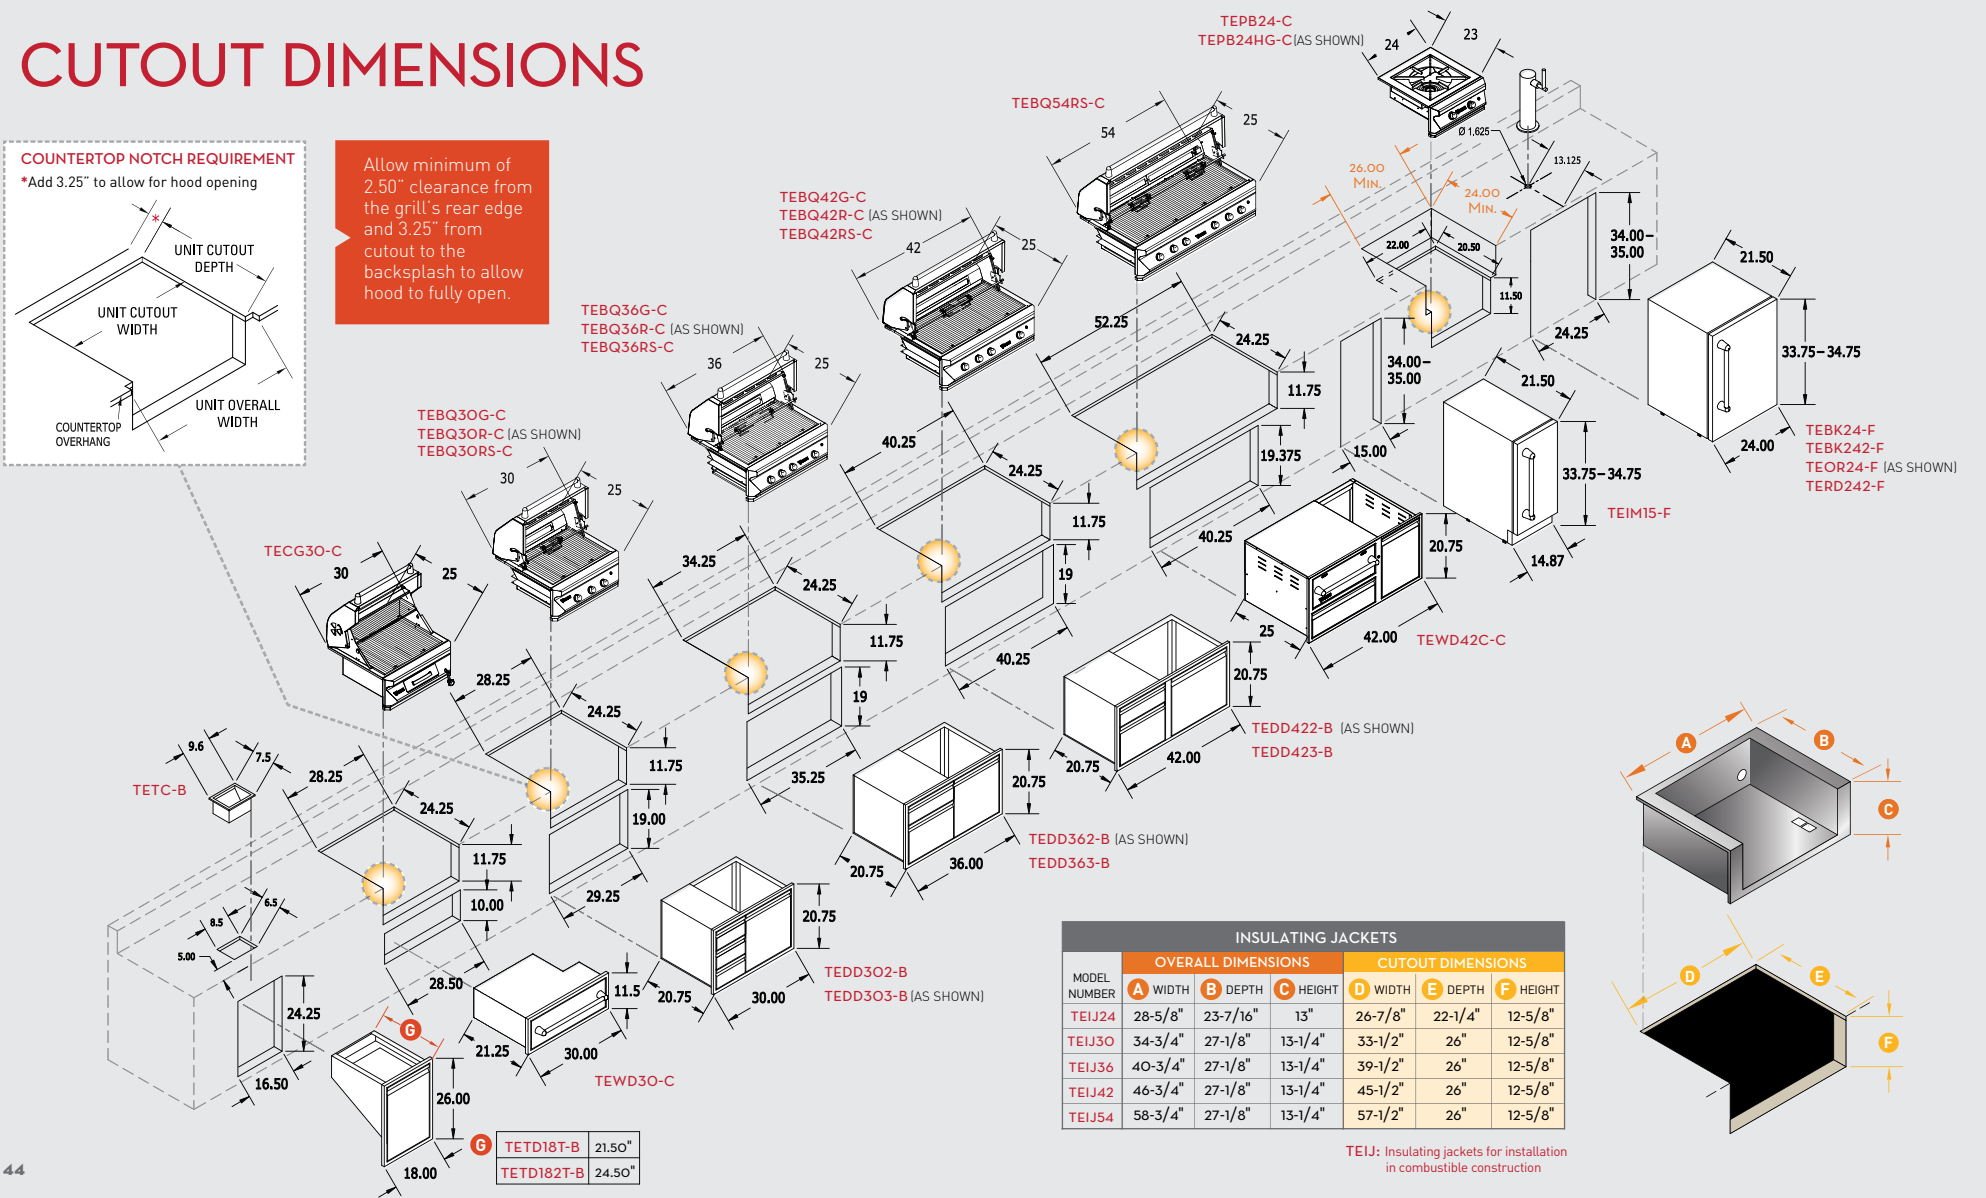 CUTOUT DIMENSIONS
COUNTERTOP NOTCH REQUIREMENT
*Add 3.25" to allow for hood opening
*
UNIT CUTOUT
DEPTH
UNIT CUTOUT
WIDTH
UNIT OVERALL
WIDTH
COUNTERTOP
OVERHANG
Allow minimum of
2.50" clearance from
the grill's rear edge
and 3.25" from
cutout to the
backsplash to allow
hood to fully open.
TEPB24-C
TEPB24HG-C(AS SHOWN)
24
23
Ø 1,625
13.125
26.00
MIN.
24.00
MIN.
22.00
20.50
11.50
34.00–
35.00
24.25
21.50
33.75–34.75
24.00
TEBK24-F
TEBK242-F
TEOR24-F (AS SHOWN)
TERD242-F
TEBQ54RS-C
54
25
52.25
24.25
11.75
19.375
40.25
34.00–
35.00
15.00
21.50
33.75–34.75
14.87
TEIM15-F
TEBQ42G-C
TEBQ42R-C (AS SHOWN)
TEBQ42RS-C
42
25
40.25
24.25
11.75
19
40.25
20.75
25
42.00
TEWD42C-C
TEBQ36G-C
TEBQ36R-C (AS SHOWN)
TEBQ36RS-C
36
25
34.25
24.25
11.75
19
35.25
20.75
20.75
42.00
TEDD422-B (AS SHOWN)
TEDD423-B
TEBQ30G-C
TEBQ30R-C (AS SHOWN)
TEBQ30RS-C
30
25
28.25
24.25
11.75
19.00
29.25
20.75
20.75
36.00
TEDD362-B (AS SHOWN)
TEDD363-B
TECG30-C
30
25
28.25
24.25
11.75
10.00
28.50
20.75
20.75
30.00
TEDD302-B
TEDD303-B (AS SHOWN)
9.6
7.5
TETC-B
8.5
6.5
5.00
24.25
16.50
11.5
21.25
30.00
TEWD30-C
G
26.00
18.00
G
TETD18T-B 21.50"
TETD182T-B 24.50"
A
B
C
D
E
F
INSULATING JACKETS
OVERALL DIMENSIONS CUTOUT DIMENSIONS
MODEL
NUMBER
A WIDTH B DEPTH C HEIGHT D WIDTH E DEPTH F HEIGHT
TEIJ24 28-5/8" 23-7/16" 13" 26-7/8" 22-1/4" 12-5/8"
TEIJ30 34-3/4" 27-1/8" 13-1/4" 33-1/2" 26" 12-5/8"
TEIJ36 40-3/4" 27-1/8" 13-1/4" 39-1/2" 26" 12-5/8"
TEIJ42 46-3/4" 27-1/8" 13-1/4" 45-1/2" 26" 12-5/8"
TEIJ54 58-3/4" 27-1/8" 13-1/4" 57-1/2" 26" 12-5/8"
TEIJ: Insulating jackets for installation
in combustible construction
44